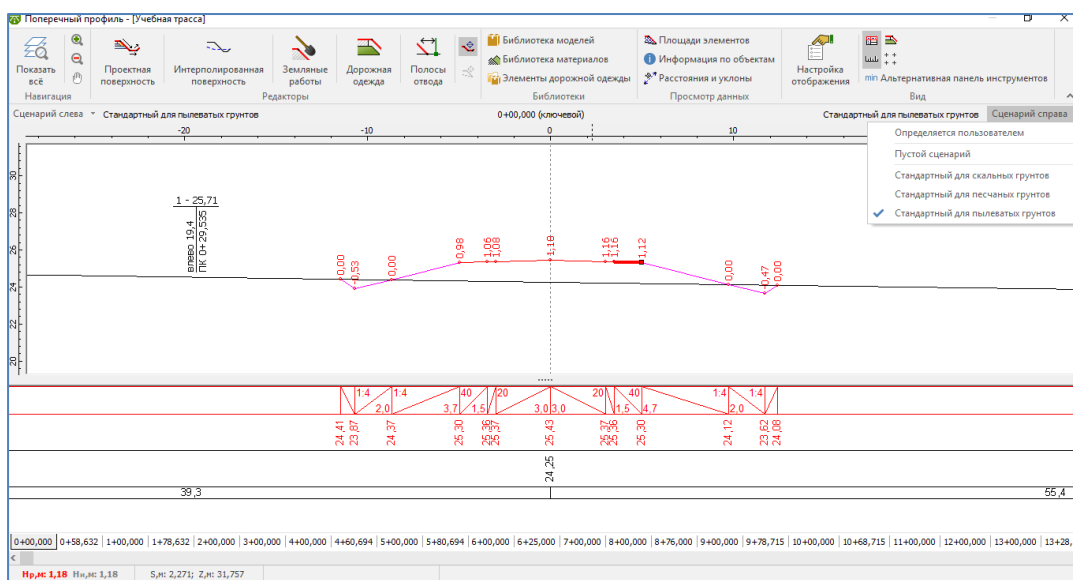 Поперечный профиль - [Учебная трасса]
Показать всё
Проектная поверхность
Интерполированная поверхность
Земляные работы
Дорожная одежда
Полосы отвода
Библиотека моделей
Библиотека материалов
Элементы дорожной одежды
Площади элементов
Информация по объектам
Расстояния и уклоны
Настройка отображения
min Альтернативная панель инструментов
Навигация Редакторы Библиотеки Просмотр данных Вид
Сценарий слева Стандартный для пылеватых грунтов 0+00,000 (ключевой) Стандартный для пылеватых грунтов Сценарий справа
-20 -10 0 10
Определяется пользователем
Пустой сценарий
Стандартный для скальных грунтов
Стандартный для песчаных грунтов
Стандартный для пылеватых грунтов
30
28
26
24
22
20
1 - 25,71
влево 19,4
ПК 0+ 29,535
0,00 -0,53 0,00 0,98 1,06 1,08 1,18 1,16 1,16 1,12 0,00 -0,47 0,00
1:4 1:4 40 20 20 40 1:4 1:4
2,0 3,7 1,5 3,0 3,0 1,5 4,7 2,0
24,41 23,87 24,37 25,30 25,36 25,37 25,43 25,37 25,36 25,30 24,12 23,62 24,08
24,25
39,3 55,4
0+00,000 0+58,632 1+00,000 1+78,632 2+00,000 3+00,000 4+00,000 4+60,694 5+00,000 5+80,694 6+00,000 6+25,000 7+00,000 8+00,000 8+76,000 9+00,000 9+78,715 10+00,000 10+68,715 11+00,000 12+00,000 13+00,000 13+28,
Hр,м: 1,18 Hи,м: 1,18 S,м: 2,271; Z,м: 31,757